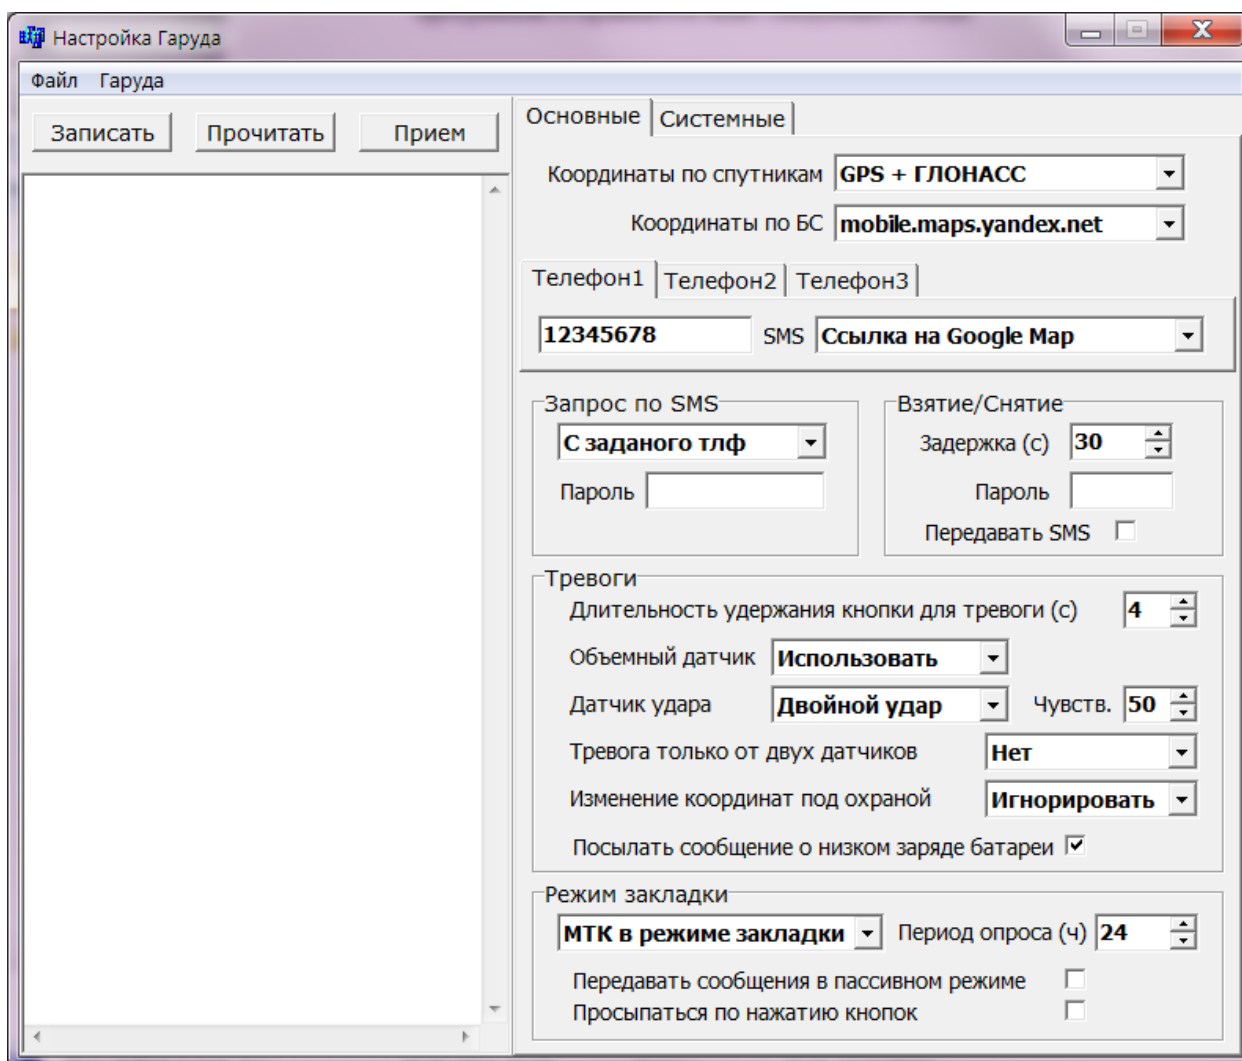 Настройка Гаруда
Файл Гаруда
Записать Прочитать Прием
Основные Системные
Координаты по спутникам GPS + ГЛОНАСС
Координаты по БС mobile.maps.yandex.net
Телефон1 Телефон2 Телефон3
12345678 SMS Ссылка на Google Map
Запрос по SMS
С заданого тлф
Пароль
Взятие/Снятие
Задержка (с) 30
Пароль
Передавать SMS
Тревоги
Длительность удержания кнопки для тревоги (с) 4
Объемный датчик Использовать
Датчик удара Двойной удар Чувств. 50
Тревога только от двух датчиков Нет
Изменение координат под охраной Игнорировать
Посылать сообщение о низком заряде батареи
Режим закладки
МТК в режиме закладки Период опроса (ч) 24
Передавать сообщения в пассивном режиме
Просыпаться по нажатию кнопок